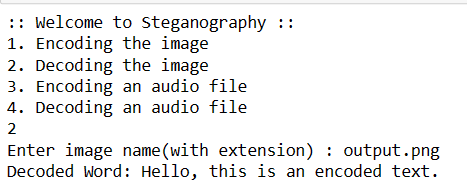 :: Welcome to Steganography ::
1. Encoding the image
2. Decoding the image
3. Encoding an audio file
4. Decoding an audio file
2
Enter image name(with extension) : output.png
Decoded Word: Hello, this is an encoded text.